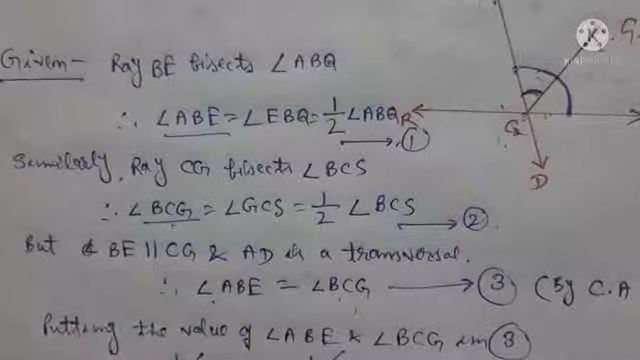 Given- Ray BE bisects ∠ABQ
∴ ∠ABE = ∠EBQ = 1/2 ∠ABQ → ①
Similarly, Ray CG bisects ∠BCS
∴ ∠BCG = ∠GCS = 1/2 ∠BCS → ②
But BE || CG & AD is a transversal.
∴ ∠ABE = ∠BCG → ③ (By C.A
Putting the value of ∠ABE & ∠BCG in ③
G
R
D
K